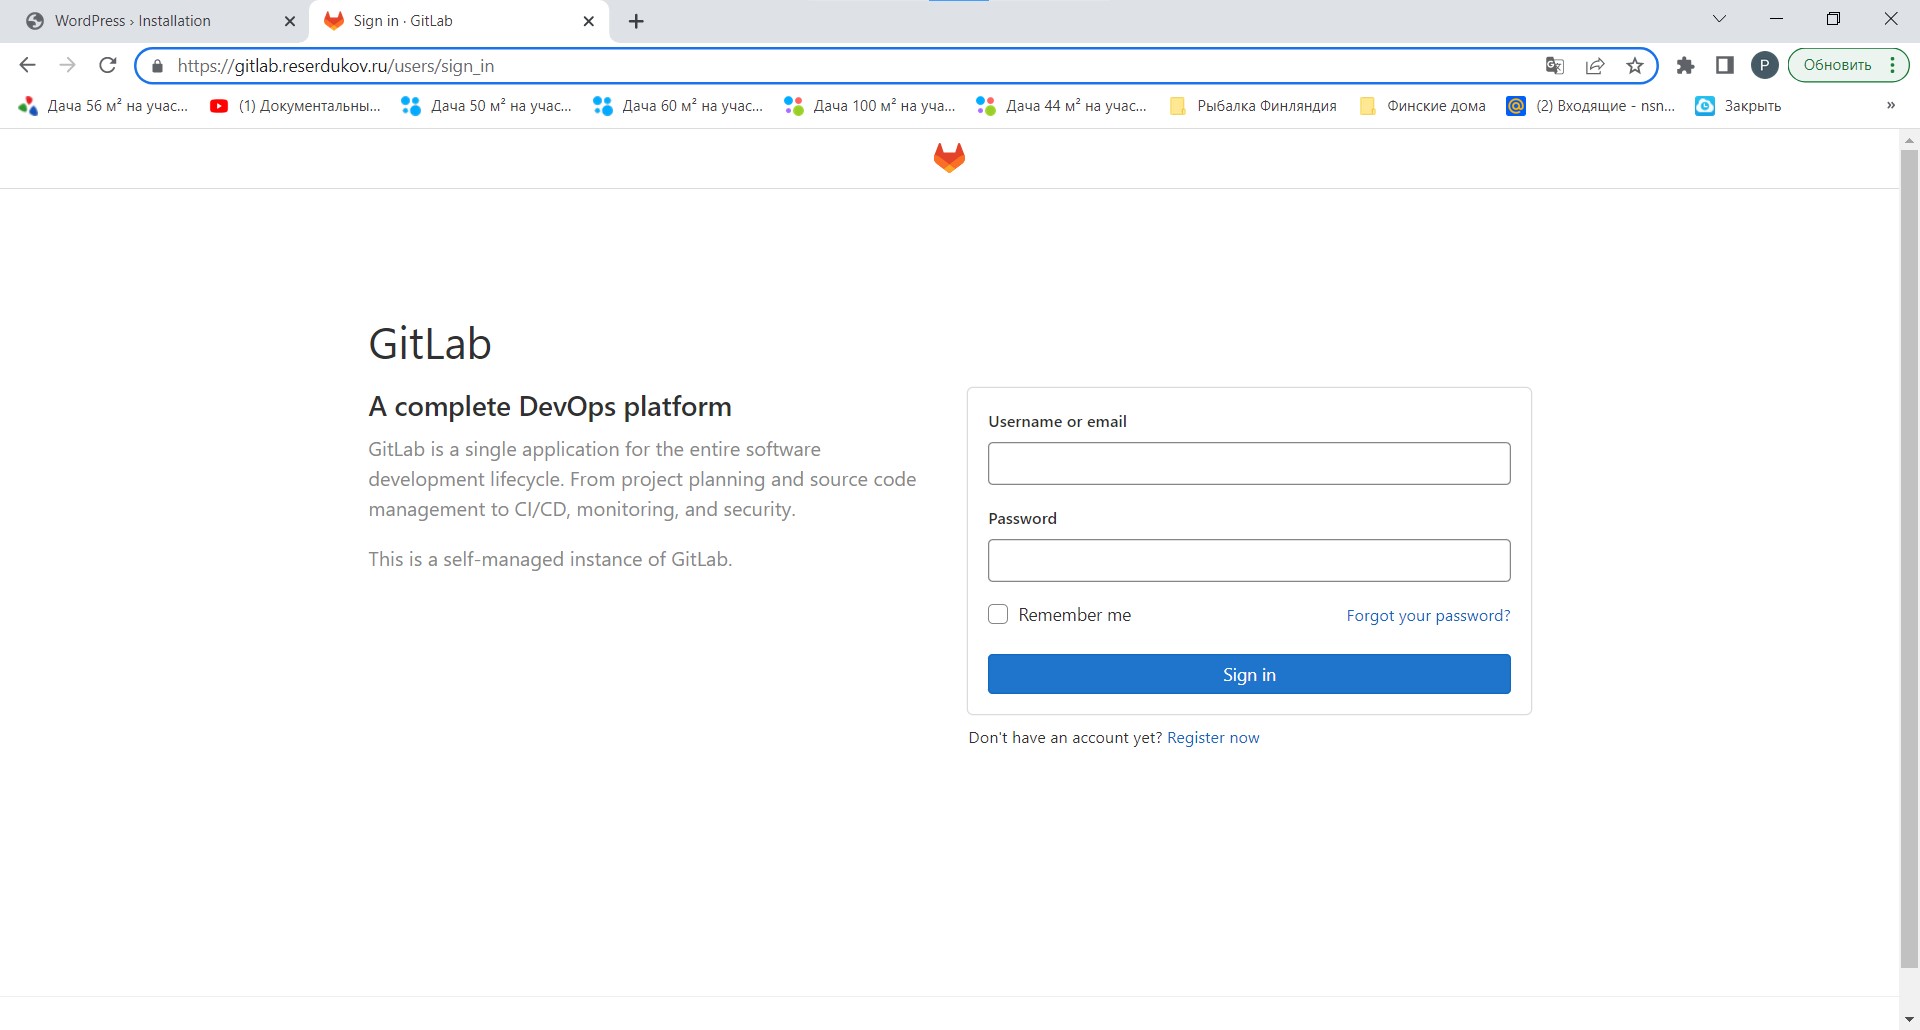 WordPress › Installation
Sign in · GitLab
https://gitlab.reserdukov.ru/users/sign_in
P
Обновить
Дача 56 м² на учас...
(1) Документальны...
Дача 50 м² на учас...
Дача 60 м² на учас...
Дача 100 м² на уча...
Дача 44 м² на учас...
Рыбалка Финляндия
Финские дома
(2) Входящие - nsn...
Закрыть
»
GitLab
A complete DevOps platform
GitLab is a single application for the entire software
development lifecycle. From project planning and source code
management to CI/CD, monitoring, and security.
This is a self-managed instance of GitLab.
Username or email
Password
Remember me
Forgot your password?
Sign in
Don't have an account yet? Register now